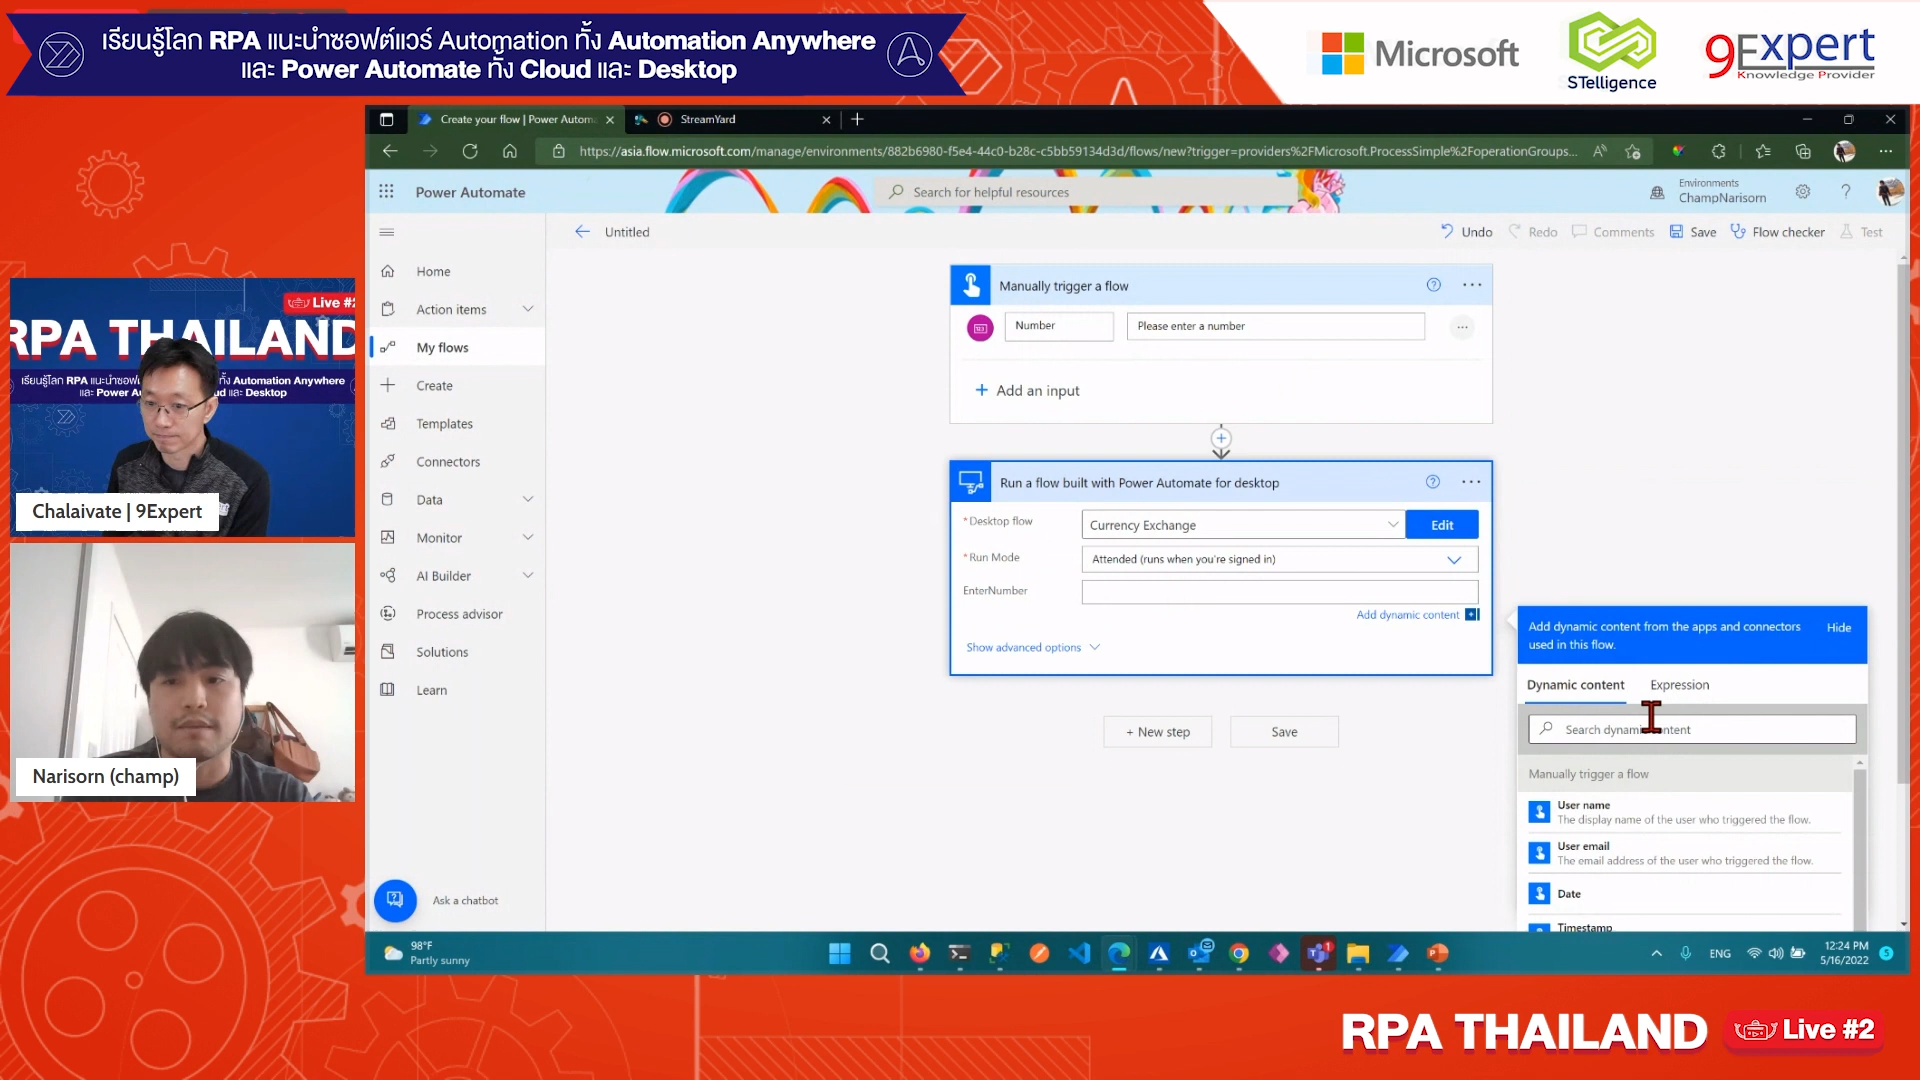 เรียนรู้โลก RPA แนะนำซอฟต์แวร์ Automation ทั้ง Automation Anywhere
และ Power Automate ทั้ง Cloud และ Desktop
Microsoft
STelligence
9Expert
Knowledge Provider
Create your flow | Power Autom
StreamYard
https://asia.flow.microsoft.com/manage/environments/882b6980-f5e4-44c0-b28c-c5bb59134d3d/flows/new?trigger=providers%2FMicrosoft.ProcessSimple%2FoperationGroups...
Power Automate
Search for helpful resources
Environments
ChampNarisorn
Untitled
Undo
Redo
Comments
Save
Flow checker
Test
Home
Action items
My flows
Create
Templates
Connectors
Data
Monitor
AI Builder
Process advisor
Solutions
Learn
Ask a chatbot
Manually trigger a flow
Number
Please enter a number
Add an input
Run a flow built with Power Automate for desktop
*Desktop flow
Currency Exchange
Edit
*Run Mode
Attended (runs when you're signed in)
EnterNumber
Add dynamic content
Show advanced options
+ New step
Save
Add dynamic content from the apps and connectors
used in this flow.
Hide
Dynamic content
Expression
Search dynamic content
Manually trigger a flow
User name
The display name of the user who triggered the flow.
User email
The email address of the user who triggered the flow.
Date
Timestamp
Live #2
RPA THAILAND
Chalaivate | 9Expert
Narisorn (champ)
98°F
Partly sunny
ENG
12:24 PM
5/16/2022
RPA THAILAND
Live #2